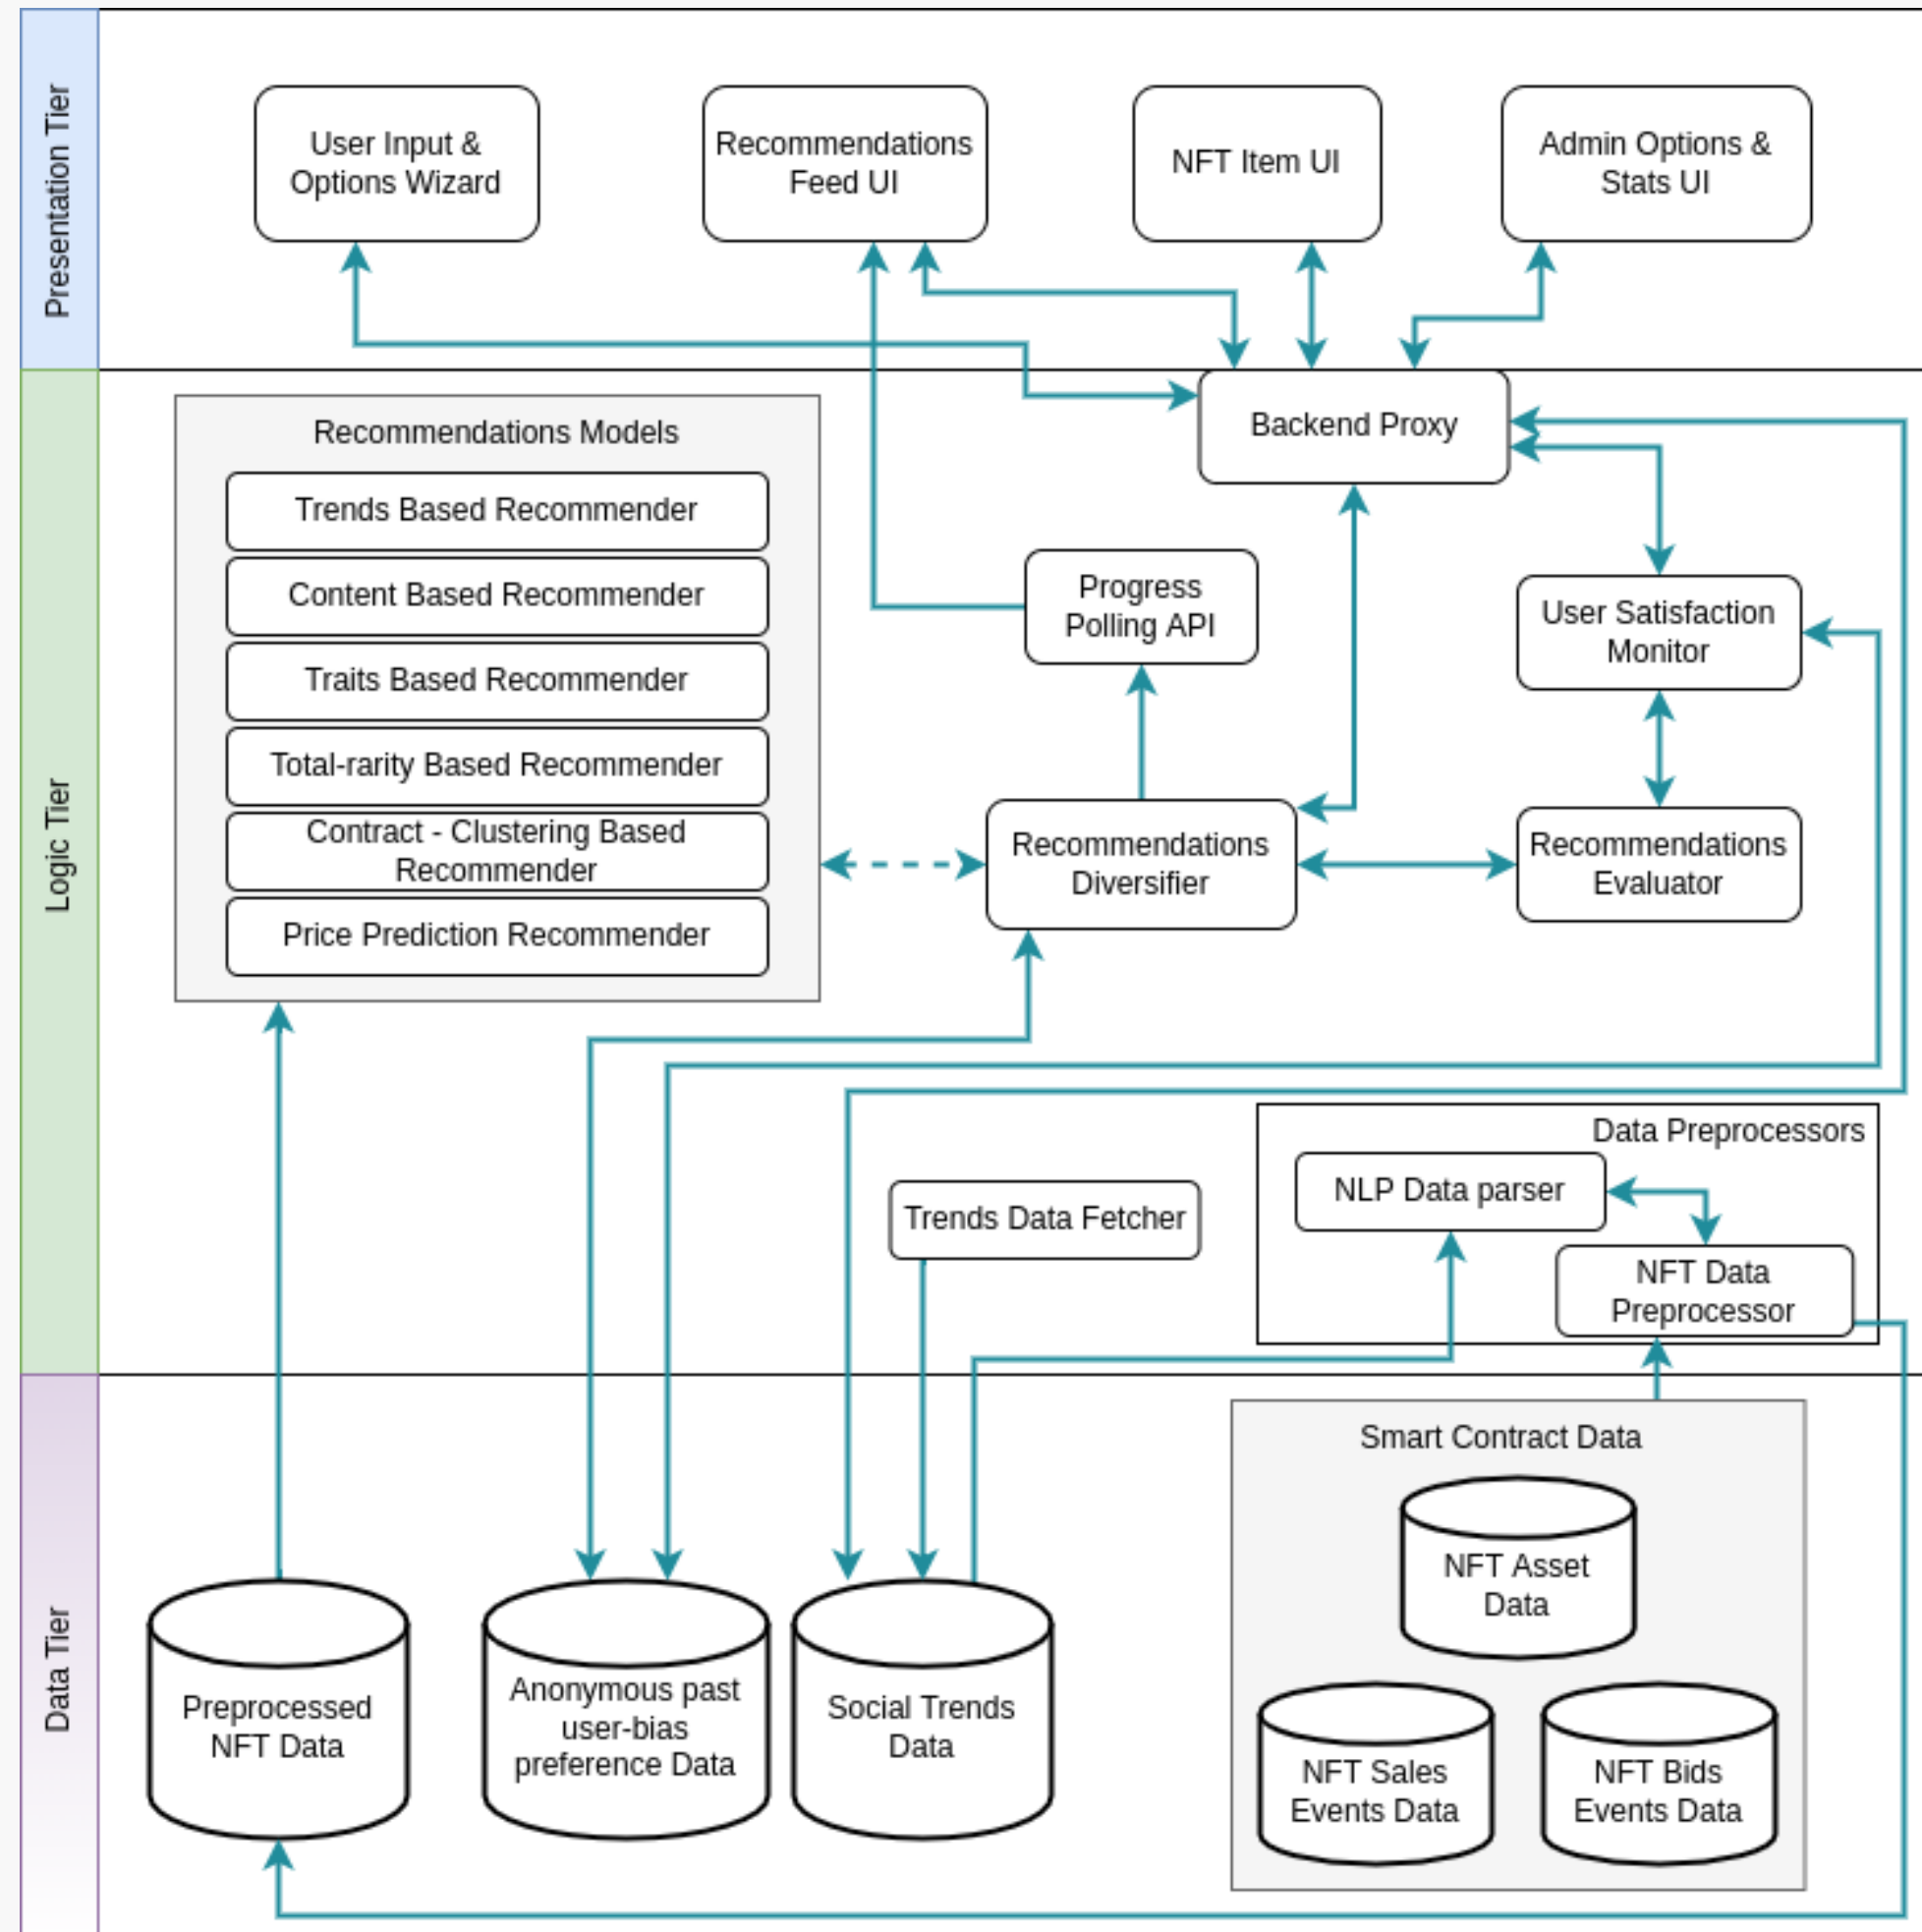 Presentation Tier
User Input &
Options Wizard
Recommendations
Feed UI
NFT Item UI
Admin Options &
Stats UI
Logic Tier
Recommendations Models
Trends Based Recommender
Content Based Recommender
Traits Based Recommender
Total-rarity Based Recommender
Contract - Clustering Based
Recommender
Price Prediction Recommender
Backend Proxy
Progress
Polling API
User Satisfaction
Monitor
Recommendations
Diversifier
Recommendations
Evaluator
Data Preprocessors
NLP Data parser
Trends Data Fetcher
NFT Data
Preprocessor
Data Tier
Smart Contract Data
NFT Asset
Data
Preprocessed
NFT Data
Anonymous past
user-bias
preference Data
Social Trends
Data
NFT Sales
Events Data
NFT Bids
Events Data